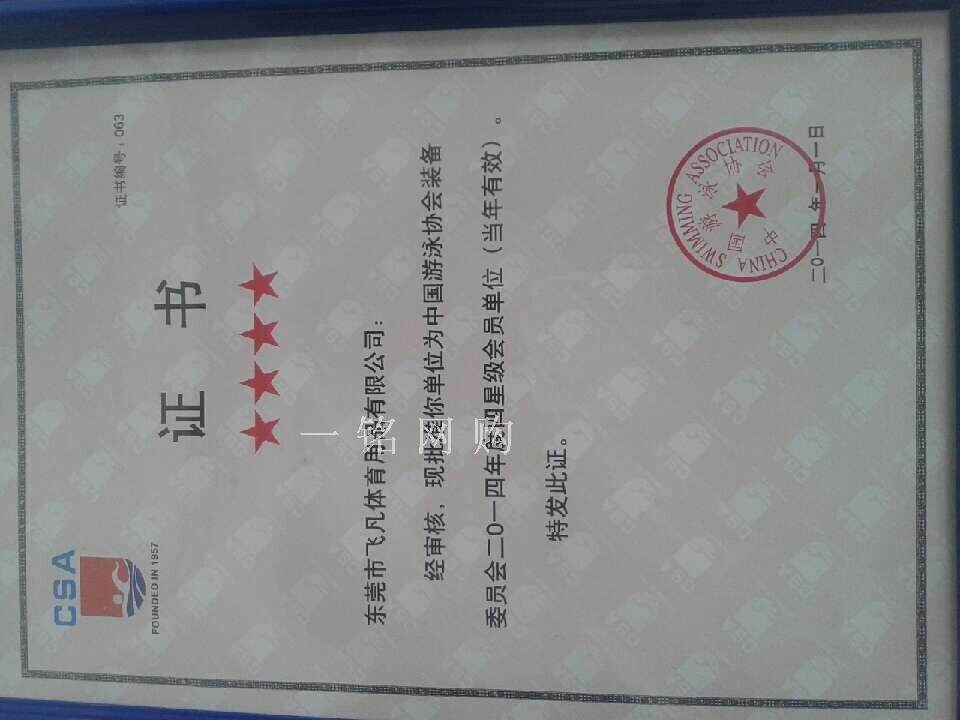 证书编号：063
CSA
FOUNDED IN 1957
证 书
东莞市飞凡体育用品有限公司：
经审核，现批准你单位为中国游泳协会装备
委员会二〇一四年度四星级会员单位（当年有效）。
特发此证。
CHINA SWIMMING ASSOCIATION
中国游泳协会
二〇一四年一月一日
一铭网购